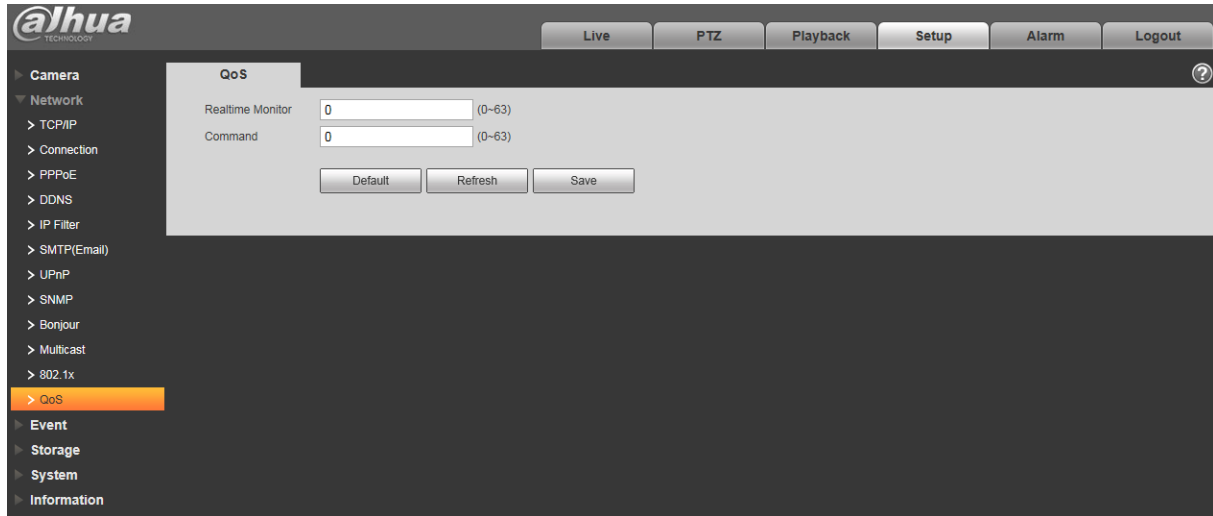 alhua
TECHNOLOGY
Live PTZ Playback Setup Alarm Logout
Camera
Network
> TCP/IP
> Connection
> PPPoE
> DDNS
> IP Filter
> SMTP(Email)
> UPnP
> SNMP
> Bonjour
> Multicast
> 802.1x
> QoS
Event
Storage
System
Information
QoS
?
Realtime Monitor 0 (0~63)
Command 0 (0~63)
Default Refresh Save